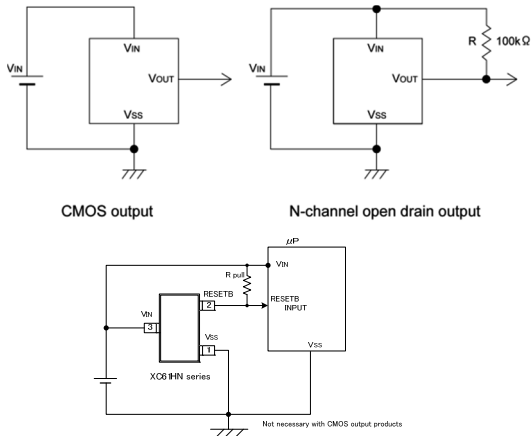 VIN
VIN
VOUT
VSS
CMOS output
VIN
VIN
VOUT
VSS
R 100kΩ
N-channel open drain output
μP
VIN
R pull
RESETB
2
RESETB
INPUT
VIN
3
VSS
1
VSS
XC61HN series
Not necessary with CMOS output products